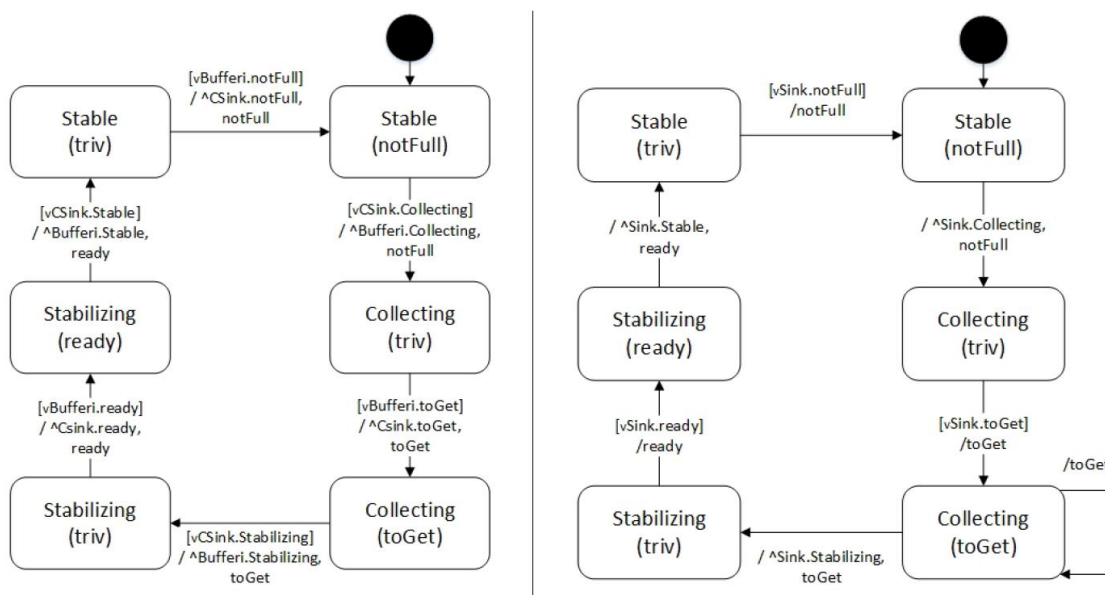 [vBufferi.notFull]
/ ^CSink.notFull,
notFull
Stable
(triv)
Stable
(notFull)
[vCSink.Stable]
/ ^Bufferi.Stable,
ready
[vCSink.Collecting]
/ ^Bufferi.Collecting,
notFull
Stabilizing
(ready)
Collecting
(triv)
[vBufferi.ready]
/ ^Csink.ready,
ready
[vBufferi.toGet]
/ ^Csink.toGet,
toGet
Stabilizing
(triv)
Collecting
(toGet)
[vCSink.Stabilizing]
/ ^Bufferi.Stabilizing,
toGet
[vSink.notFull]
/notFull
Stable
(triv)
Stable
(notFull)
/ ^Sink.Stable,
ready
/ ^Sink.Collecting,
notFull
Stabilizing
(ready)
Collecting
(triv)
[vSink.ready]
/ready
[vSink.toGet]
/toGet
/toGet
Stabilizing
(triv)
Collecting
(toGet)
/ ^Sink.Stabilizing,
toGet